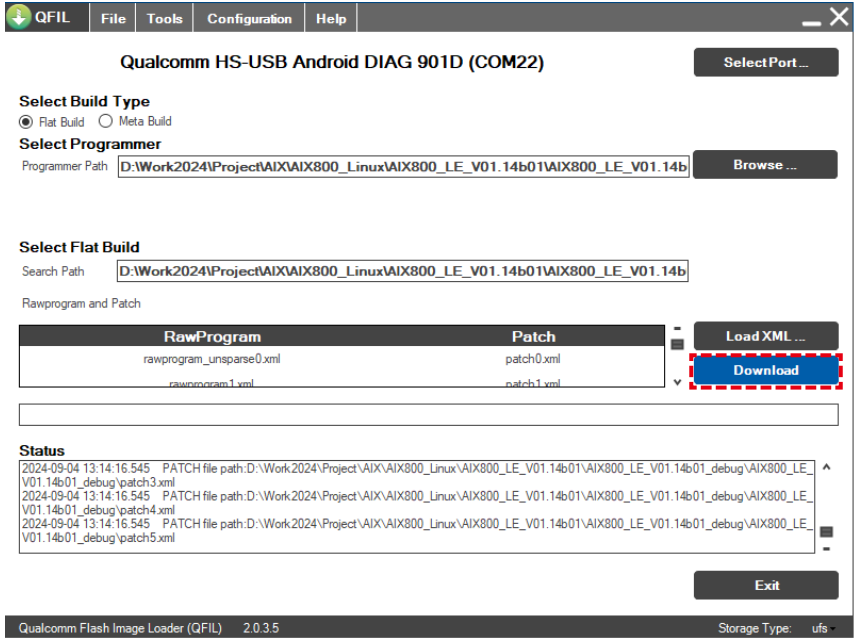 QFIL File Tools Configuration Help
Qualcomm HS-USB Android DIAG 901D (COM22) Select Port ...
Select Build Type
Flat Build Meta Build
Select Programmer
Programmer Path D:\Work2024\Project\AIX\AIX800_Linux\AIX800_LE_V01.14b01\AIX800_LE_V01.14b Browse ...
Select Flat Build
Search Path D:\Work2024\Project\AIX\AIX800_Linux\AIX800_LE_V01.14b01\AIX800_LE_V01.14b
Rawprogram and Patch
RawProgram Patch Load XML ...
rawprogram_unsparse0.xml patch0.xml
Download
rawprogram1.xml patch1.xml
Status
2024-09-04 13:14:16.545 PATCH file path:D:\Work2024\Project\AIX\AIX800_Linux\AIX800_LE_V01.14b01\AIX800_LE_V01.14b01_debug\AIX800_LE_
V01.14b01_debug\patch3.xml
2024-09-04 13:14:16.545 PATCH file path:D:\Work2024\Project\AIX\AIX800_Linux\AIX800_LE_V01.14b01\AIX800_LE_V01.14b01_debug\AIX800_LE_
V01.14b01_debug\patch4.xml
2024-09-04 13:14:16.545 PATCH file path:D:\Work2024\Project\AIX\AIX800_Linux\AIX800_LE_V01.14b01\AIX800_LE_V01.14b01_debug\AIX800_LE_
V01.14b01_debug\patch5.xml
Exit
Qualcomm Flash Image Loader (QFIL) 2.0.3.5 Storage Type: ufs